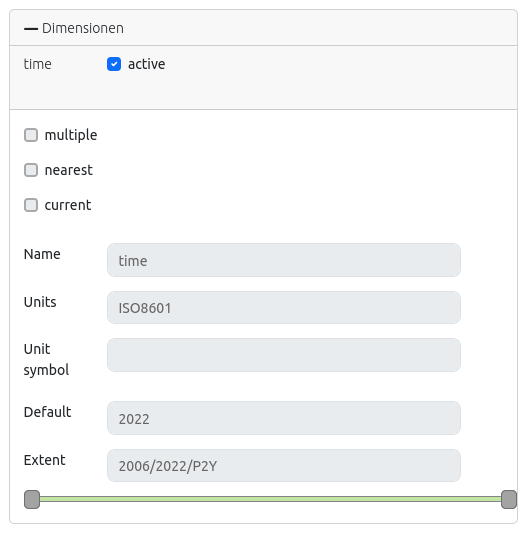 Dimensionen
time active
multiple
nearest
current
Name time
Units ISO8601
Unit
symbol
Default 2022
Extent 2006/2022/P2Y